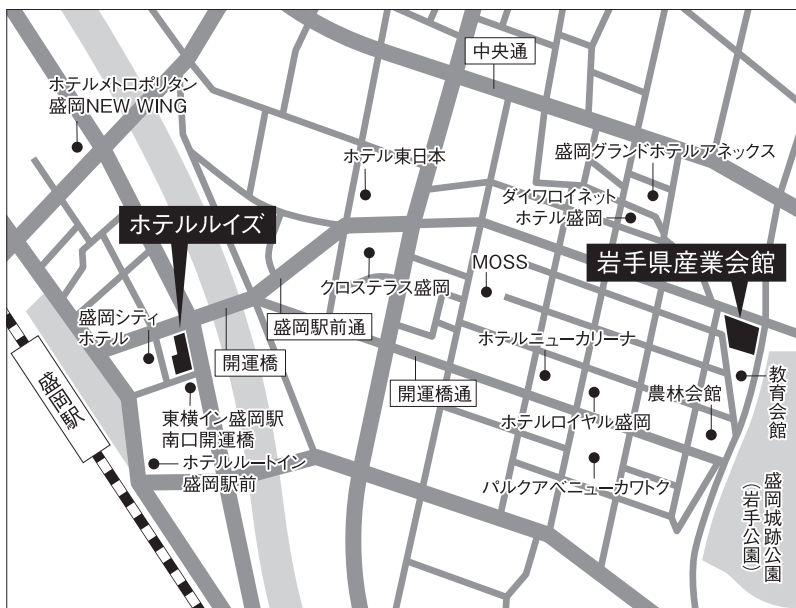 中央通
ホテルメトロポリタン
盛岡NEW WING
ホテル東日本
盛岡グランドホテルアネックス
ダイワロイネット
ホテル盛岡
ホテルルイズ
岩手県産業会館
MOSS
クロステラス盛岡
盛岡シティ
ホテル
盛岡駅前通
開運橋
ホテルニューカリーナ
開運橋通
教育会館
農林会館
盛岡駅
東横イン盛岡駅
南口開運橋
ホテルロイヤル盛岡
ホテルルートイン
盛岡駅前
パルクアベニューカワトク
盛岡城跡公園
(岩手公園)